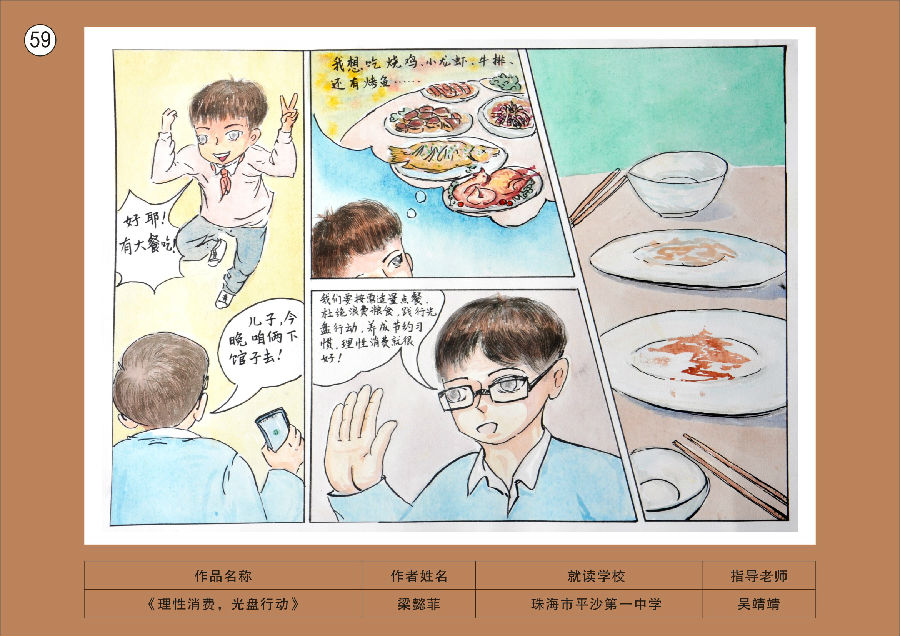 59
好耶!
有大餐吃!
儿子,今
晚咱俩下
馆子去!
我想吃烧鸡、小龙虾、牛排、
还有烤鱼……
我们要按需适量点餐,
杜绝浪费粮食,践行光
盘行动,养成节约习
惯,理性消费就很
好!
作品名称 作者姓名 就读学校 指导老师
《理性消费，光盘行动》 梁懿菲 珠海市平沙第一中学 吴靖靖